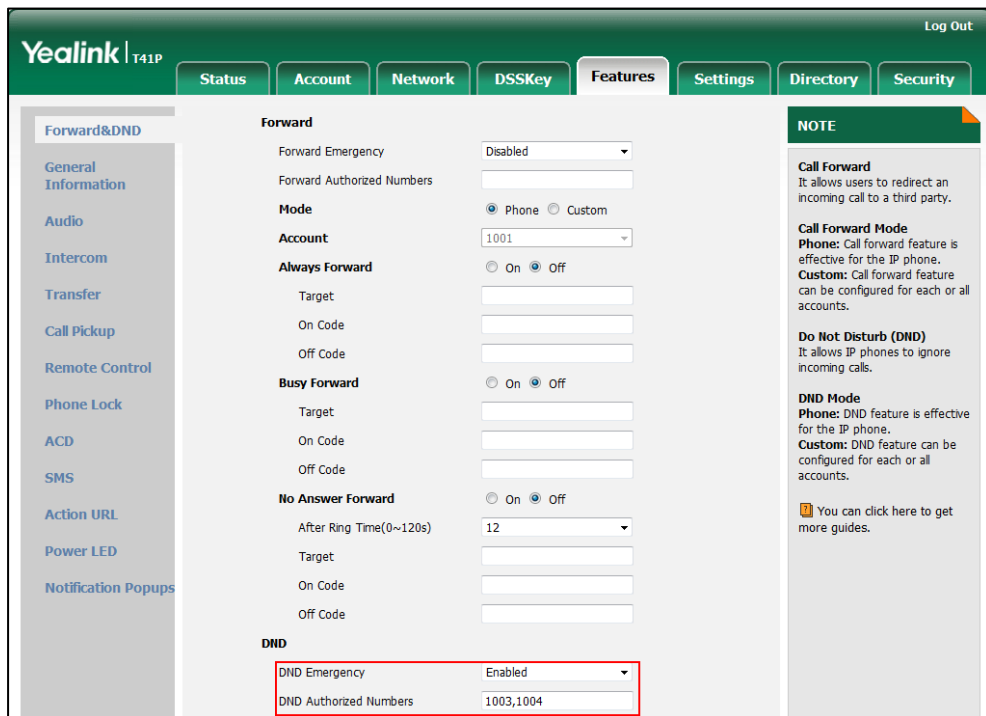 Log Out
Yealink T41P
Status Account Network DSSKey Features Settings Directory Security
Forward&DND
General
Information
Audio
Intercom
Transfer
Call Pickup
Remote Control
Phone Lock
ACD
SMS
Action URL
Power LED
Notification Popups
Forward
Forward Emergency Disabled
Forward Authorized Numbers
Mode Phone Custom
Account 1001
Always Forward On Off
Target
On Code
Off Code
Busy Forward On Off
Target
On Code
Off Code
No Answer Forward On Off
After Ring Time(0~120s) 12
Target
On Code
Off Code
DND
DND Emergency Enabled
DND Authorized Numbers 1003,1004
NOTE
Call Forward
It allows users to redirect an
incoming call to a third party.
Call Forward Mode
Phone: Call forward feature is
effective for the IP phone.
Custom: Call forward feature
can be configured for each or all
accounts.
Do Not Disturb (DND)
It allows IP phones to ignore
incoming calls.
DND Mode
Phone: DND feature is effective
for the IP phone.
Custom: DND feature can be
configured for each or all
accounts.
? You can click here to get
more guides.